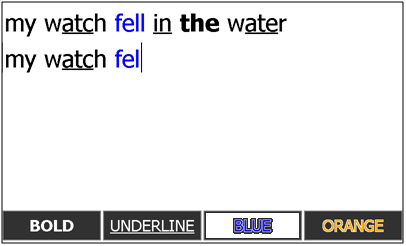 my watch fell in the water
my watch fel
BOLD UNDERLINE BLUE ORANGE